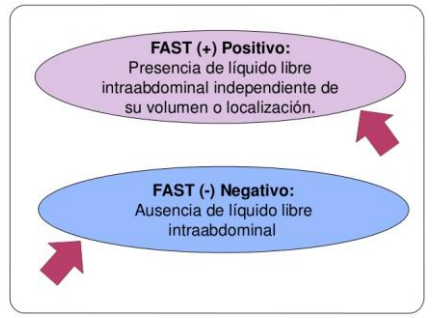 FAST (+) Positivo:
Presencia de líquido libre
intraabdominal independiente de
su volumen o localización.
FAST (-) Negativo:
Ausencia de líquido libre
intraabdominal